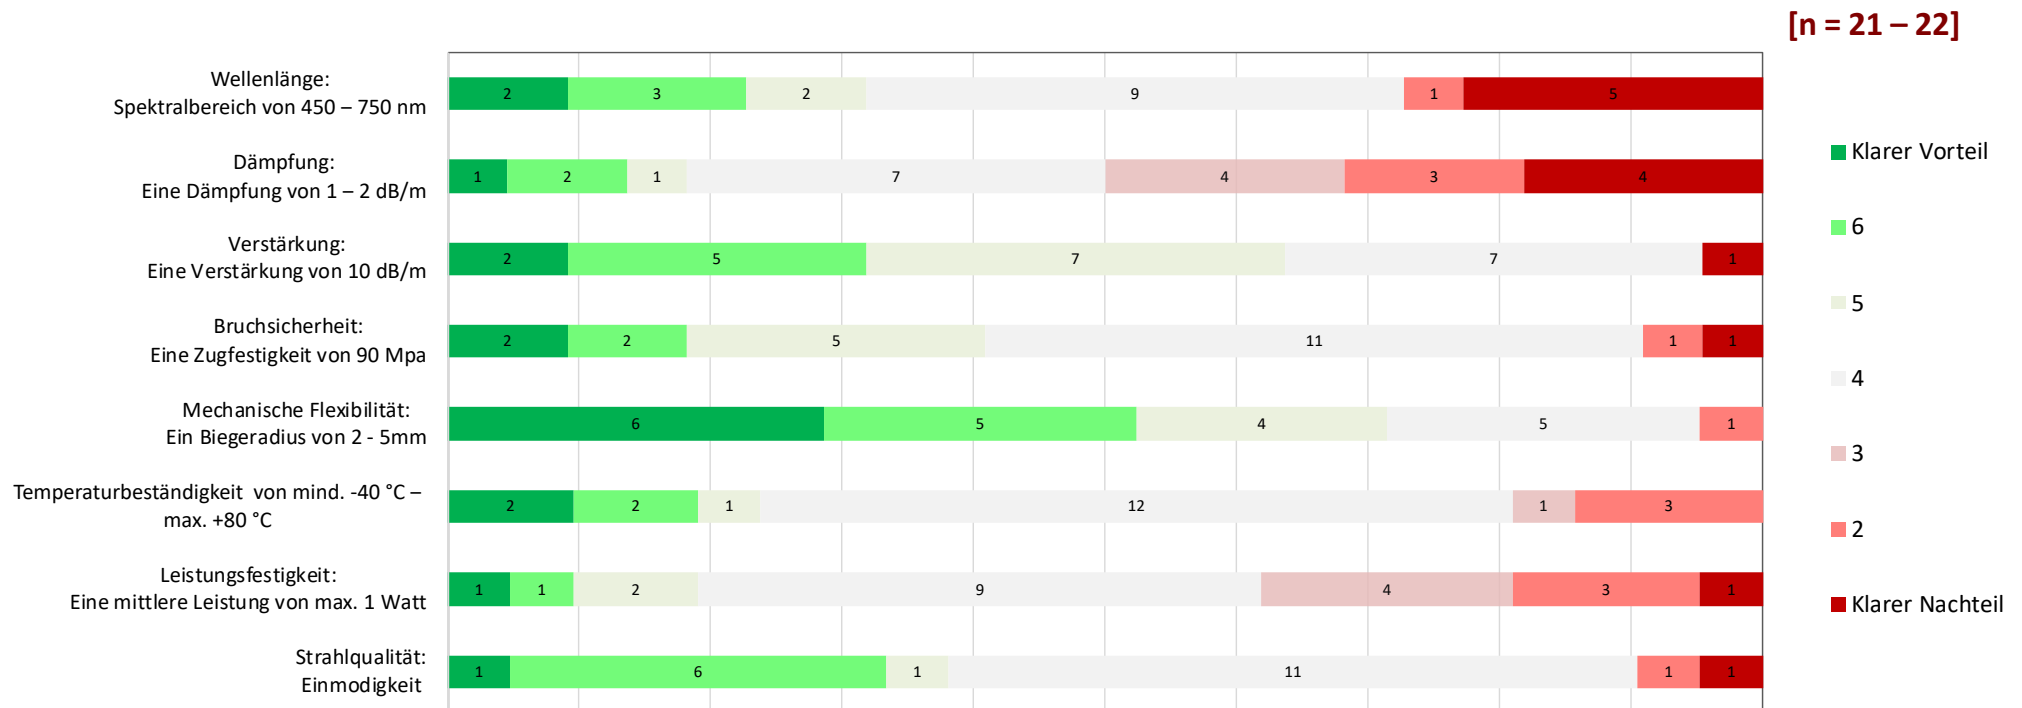 [n = 21 – 22]
Wellenlänge:
Spektralbereich von 450 – 750 nm
2 3 2 9 1 5
Dämpfung:
Eine Dämpfung von 1 – 2 dB/m
1 2 1 7 4 3 4
Verstärkung:
Eine Verstärkung von 10 dB/m
2 5 7 7 1
Bruchsicherheit:
Eine Zugfestigkeit von 90 Mpa
2 2 5 11 1 1
Mechanische Flexibilität:
Ein Biegeradius von 2 - 5mm
6 5 4 5 1
Temperaturbeständigkeit von mind. -40 °C –
max. +80 °C
2 2 1 12 1 3
Leistungsfestigkeit:
Eine mittlere Leistung von max. 1 Watt
1 1 2 9 4 3 1
Strahlqualität:
Einmodigkeit
1 6 1 11 1 1
Klarer Vorteil
6
5
4
3
2
Klarer Nachteil